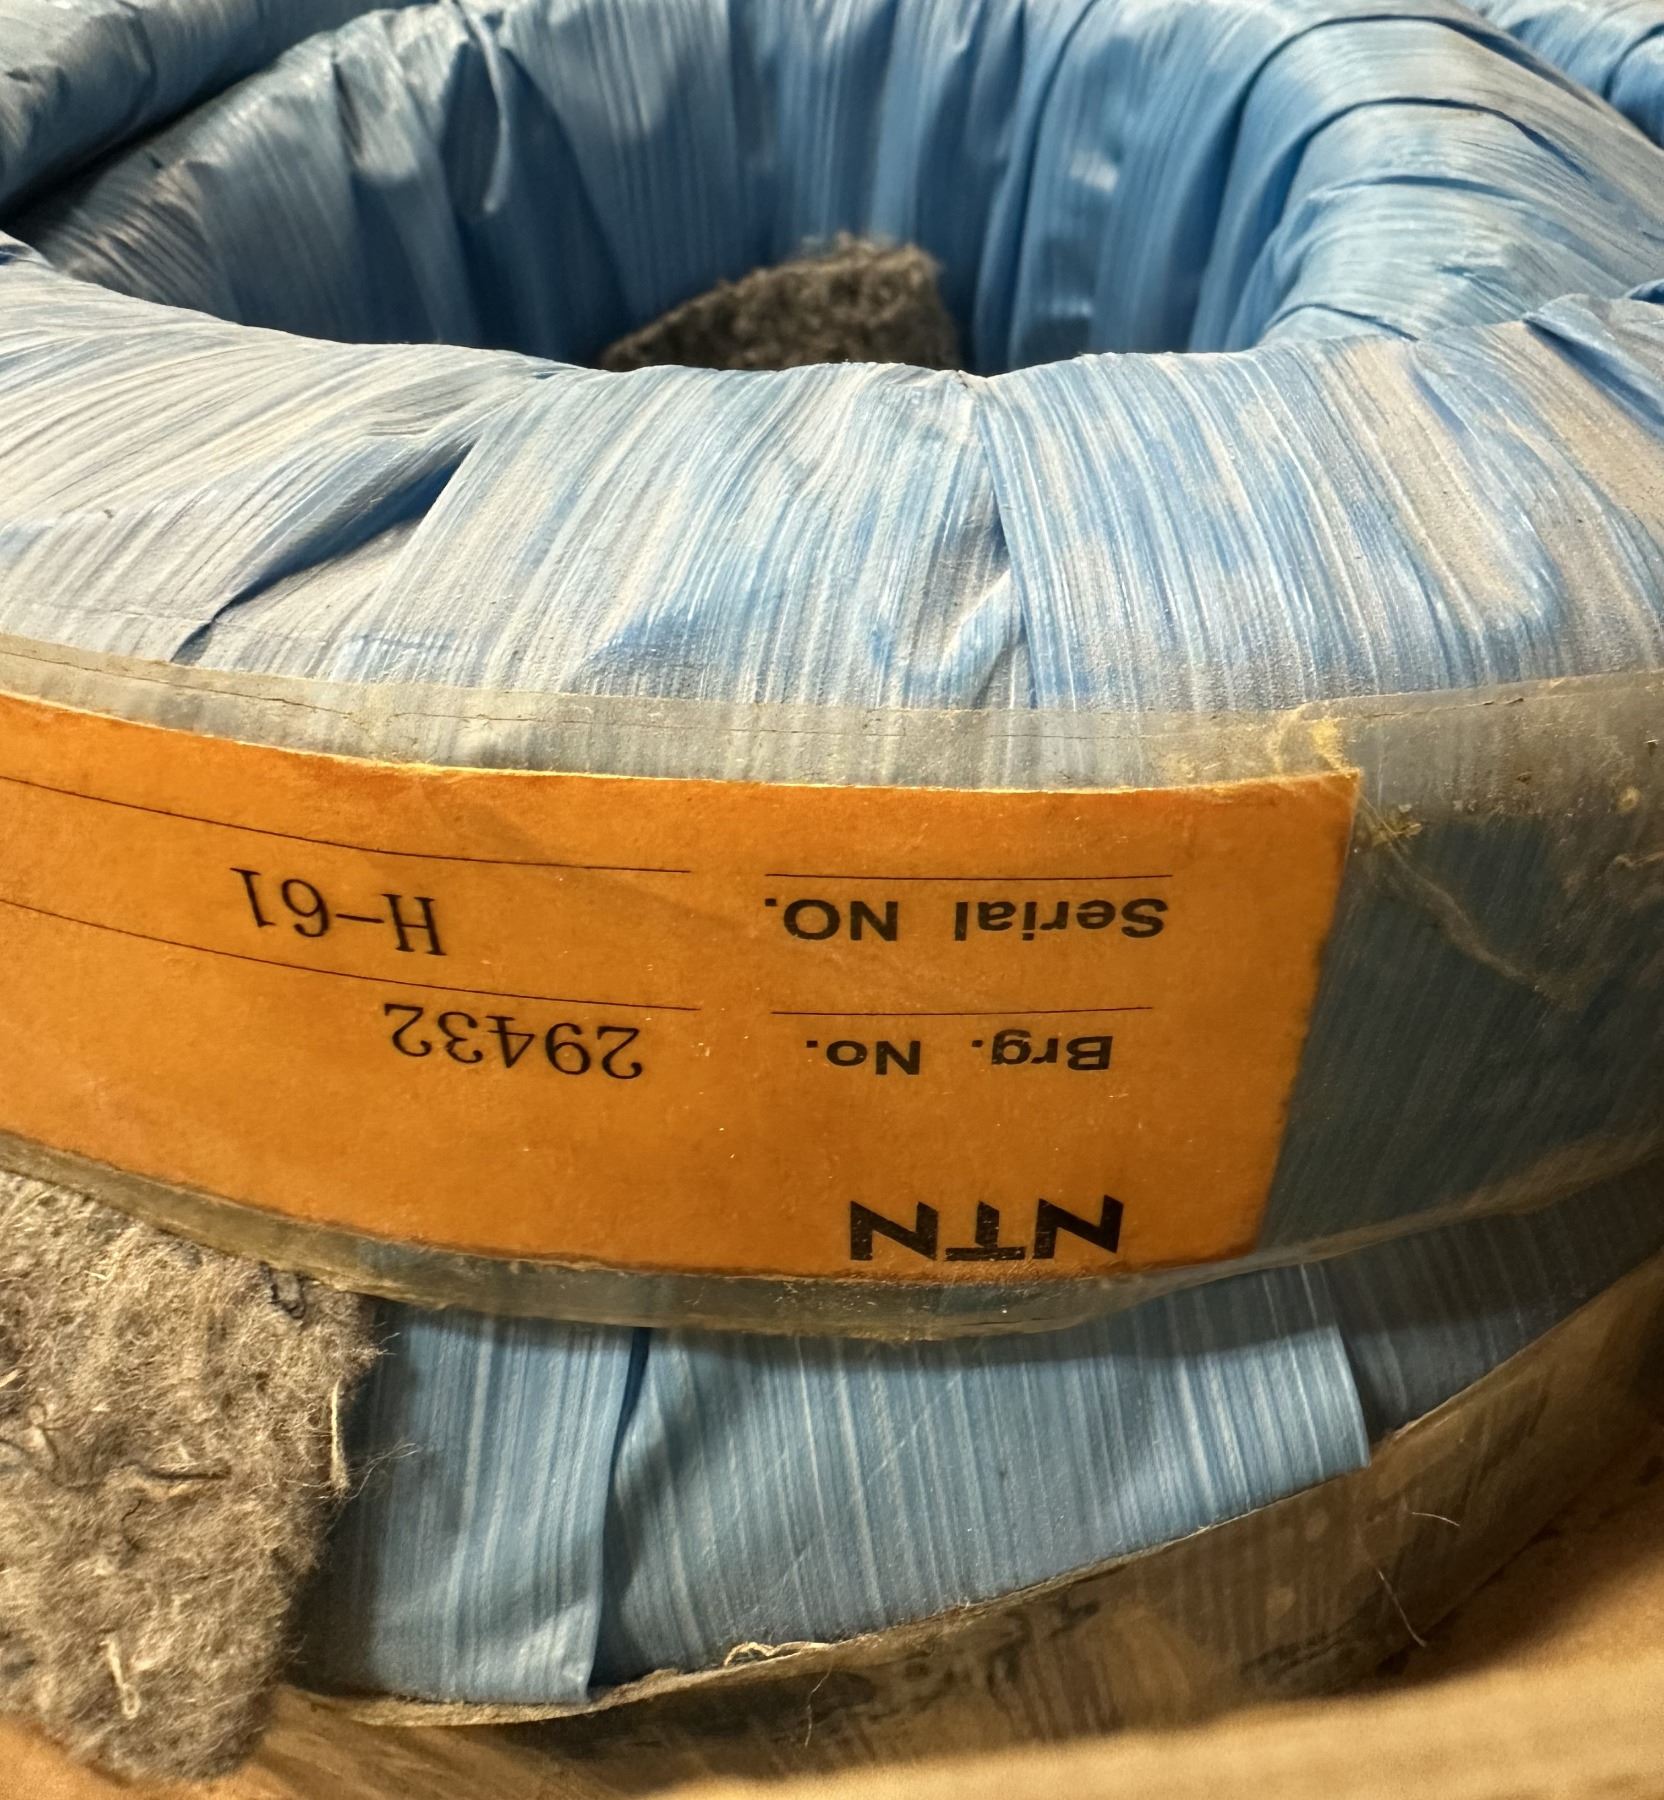 NTN
Brg. No. 29432
Serial NO. H-61